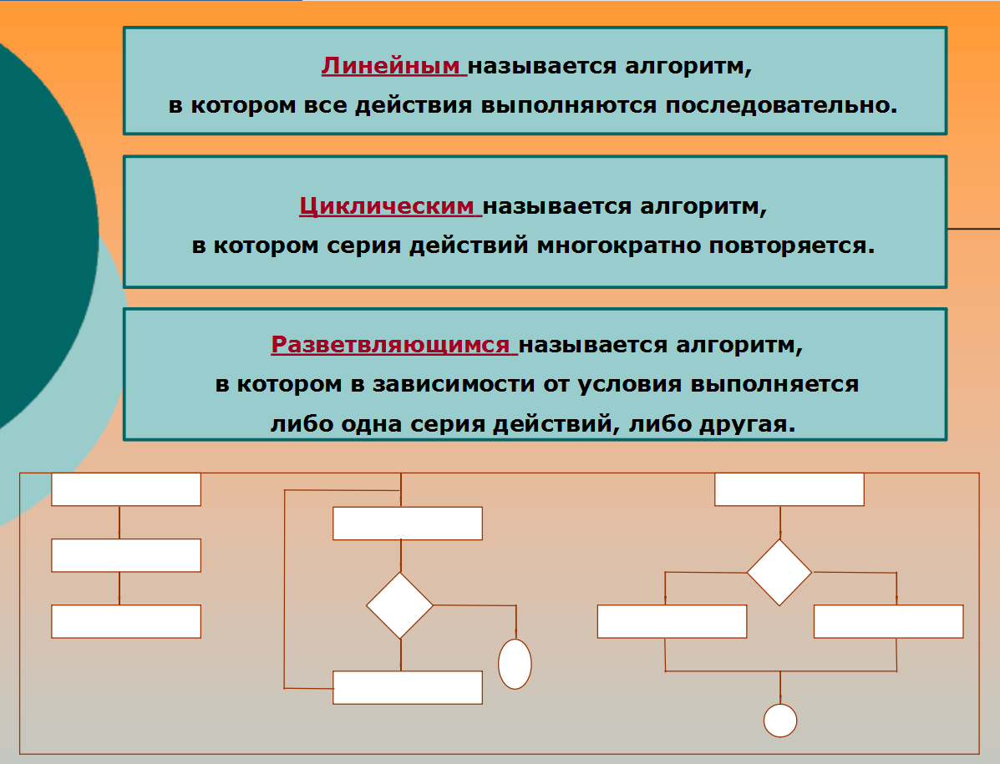 Линейным называется алгоритм,
в котором все действия выполняются последовательно.
Циклическим называется алгоритм,
в котором серия действий многократно повторяется.
Разветвляющимся называется алгоритм,
в котором в зависимости от условия выполняется
либо одна серия действий, либо другая.